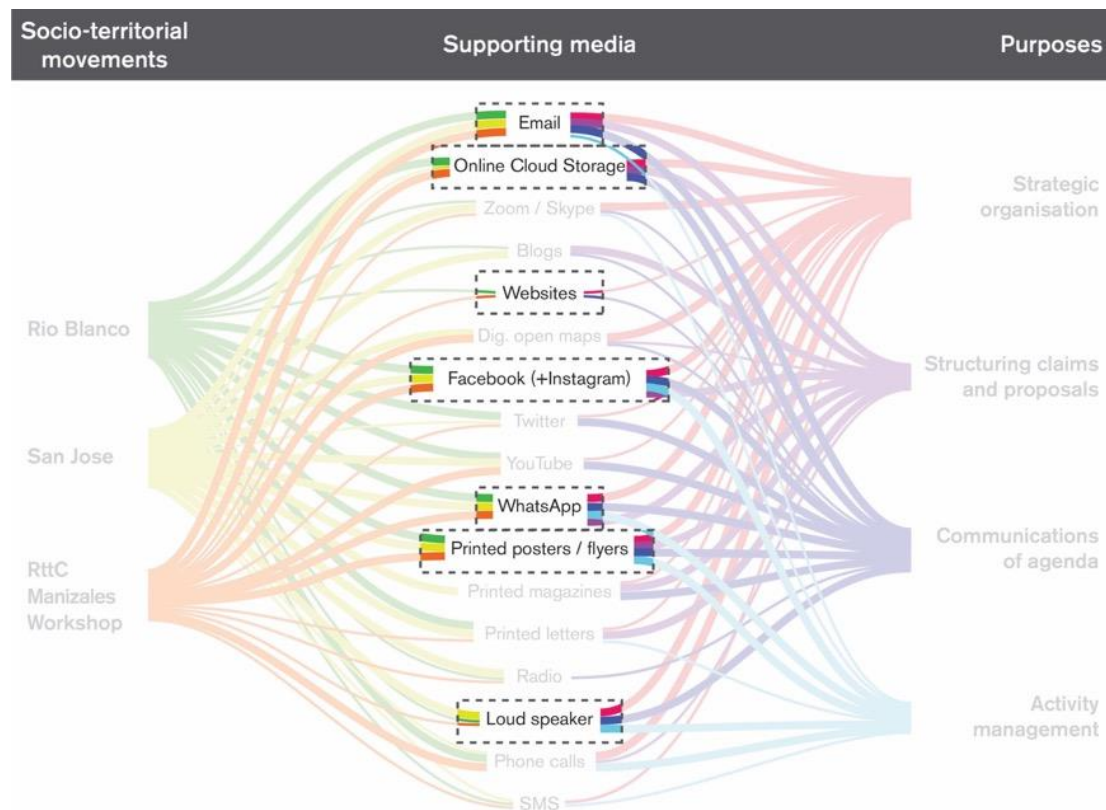 Socio-territorial
movements
Supporting media
Purposes
Email
Online Cloud Storage
Zoom / Skype
Blogs
Websites
Dig. open maps
Facebook (+Instagram)
Twitter
YouTube
WhatsApp
Printed posters / flyers
Printed magazines
Printed letters
Radio
Loud speaker
Phone calls
SMS
Rio Blanco
San Jose
RttC
Manizales
Workshop
Strategic
organisation
Structuring claims
and proposals
Communications
of agenda
Activity
management